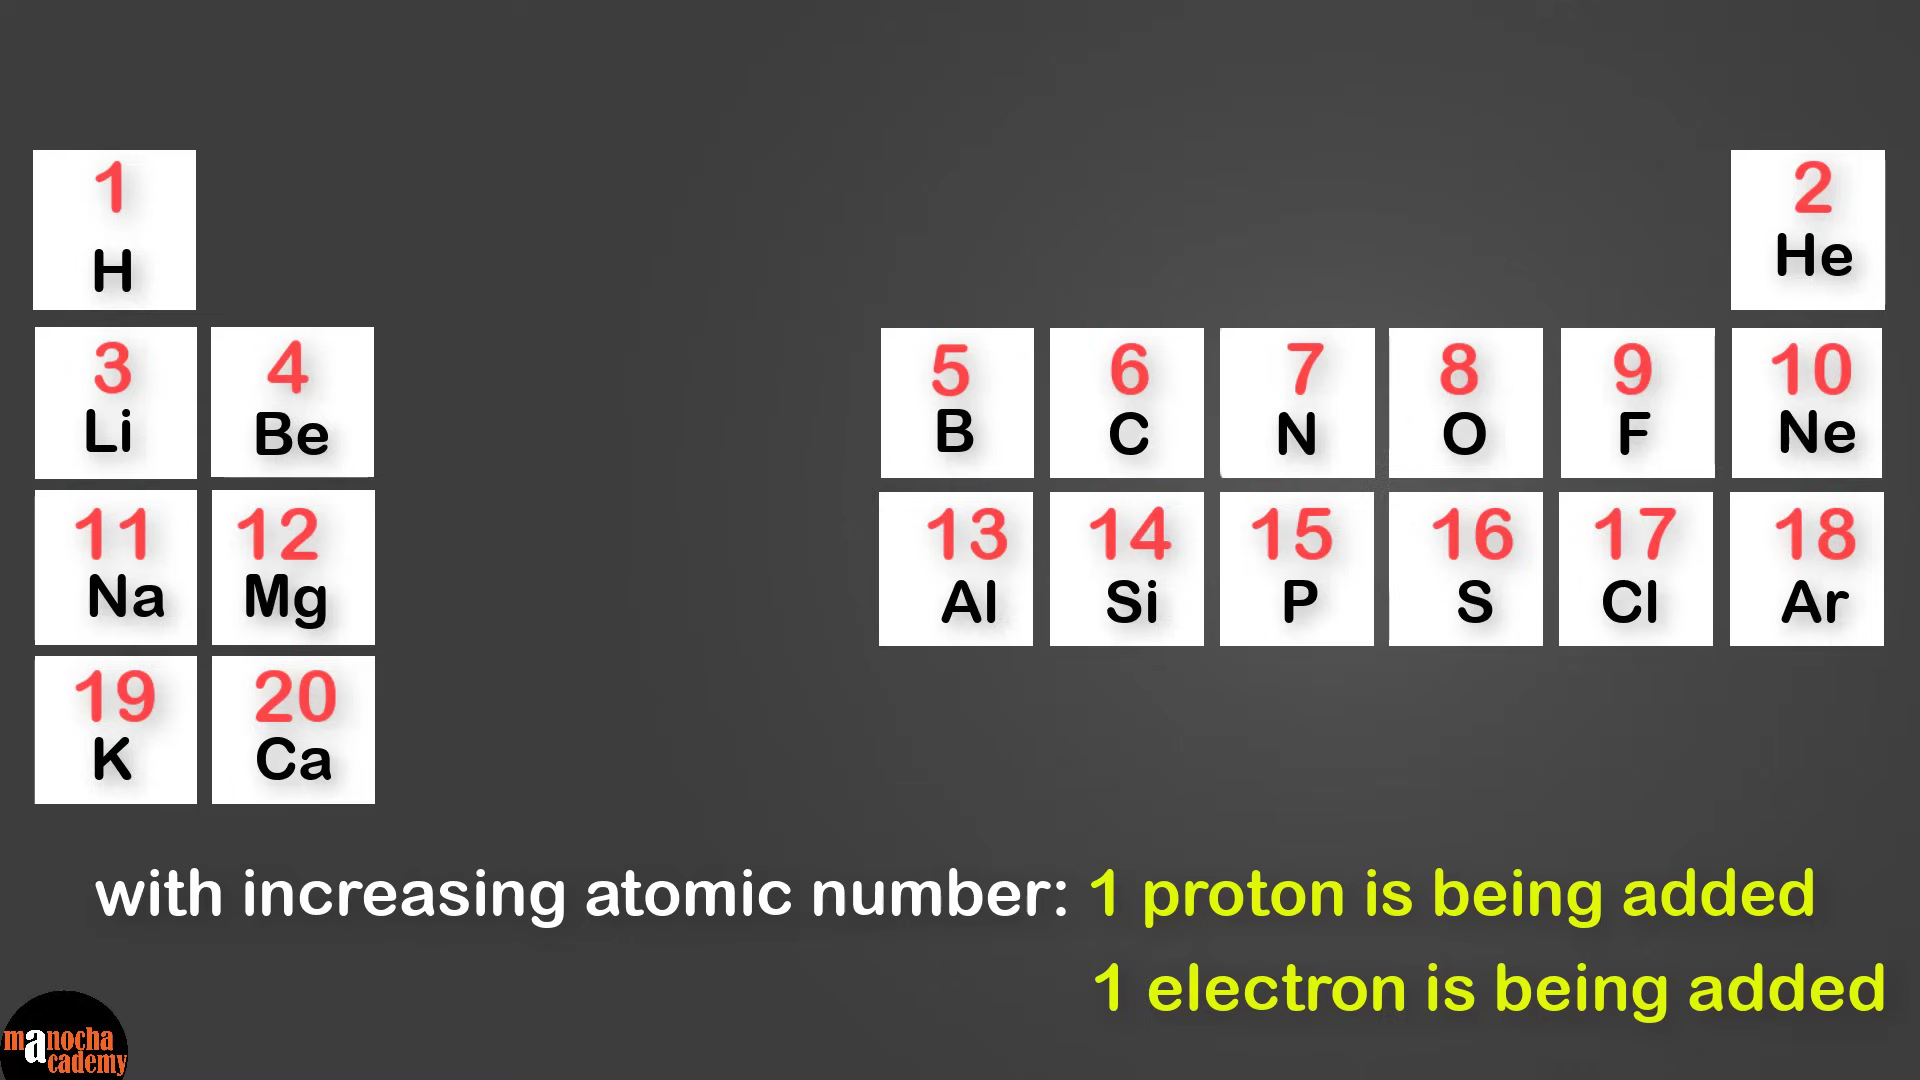 1 2
H He
3 4 5 6 7 8 9 10
Li Be B C N O F Ne
11 12 13 14 15 16 17 18
Na Mg Al Si P S Cl Ar
19 20
K Ca
with increasing atomic number: 1 proton is being added
1 electron is being added
manocha
academy